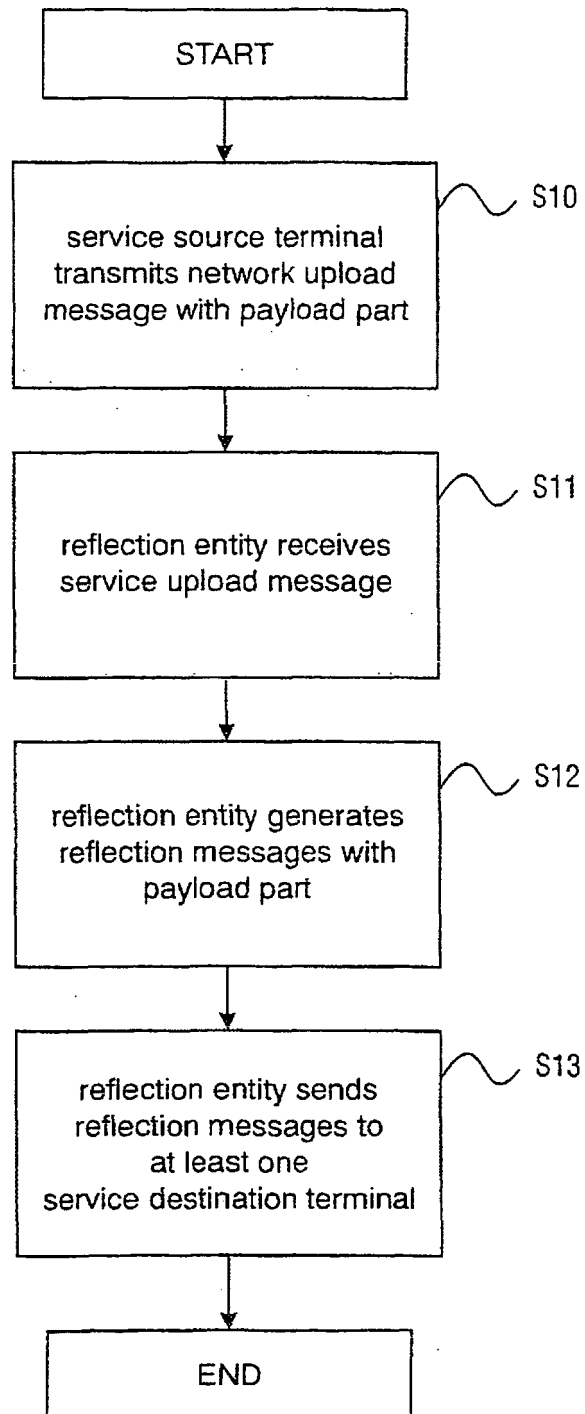 START
S10
service source terminal
transmits network upload
message with payload part
S11
reflection entity receives
service upload message
S12
reflection entity generates
reflection messages with
payload part
S13
reflection entity sends
reflection messages to
at least one
service destination terminal
END